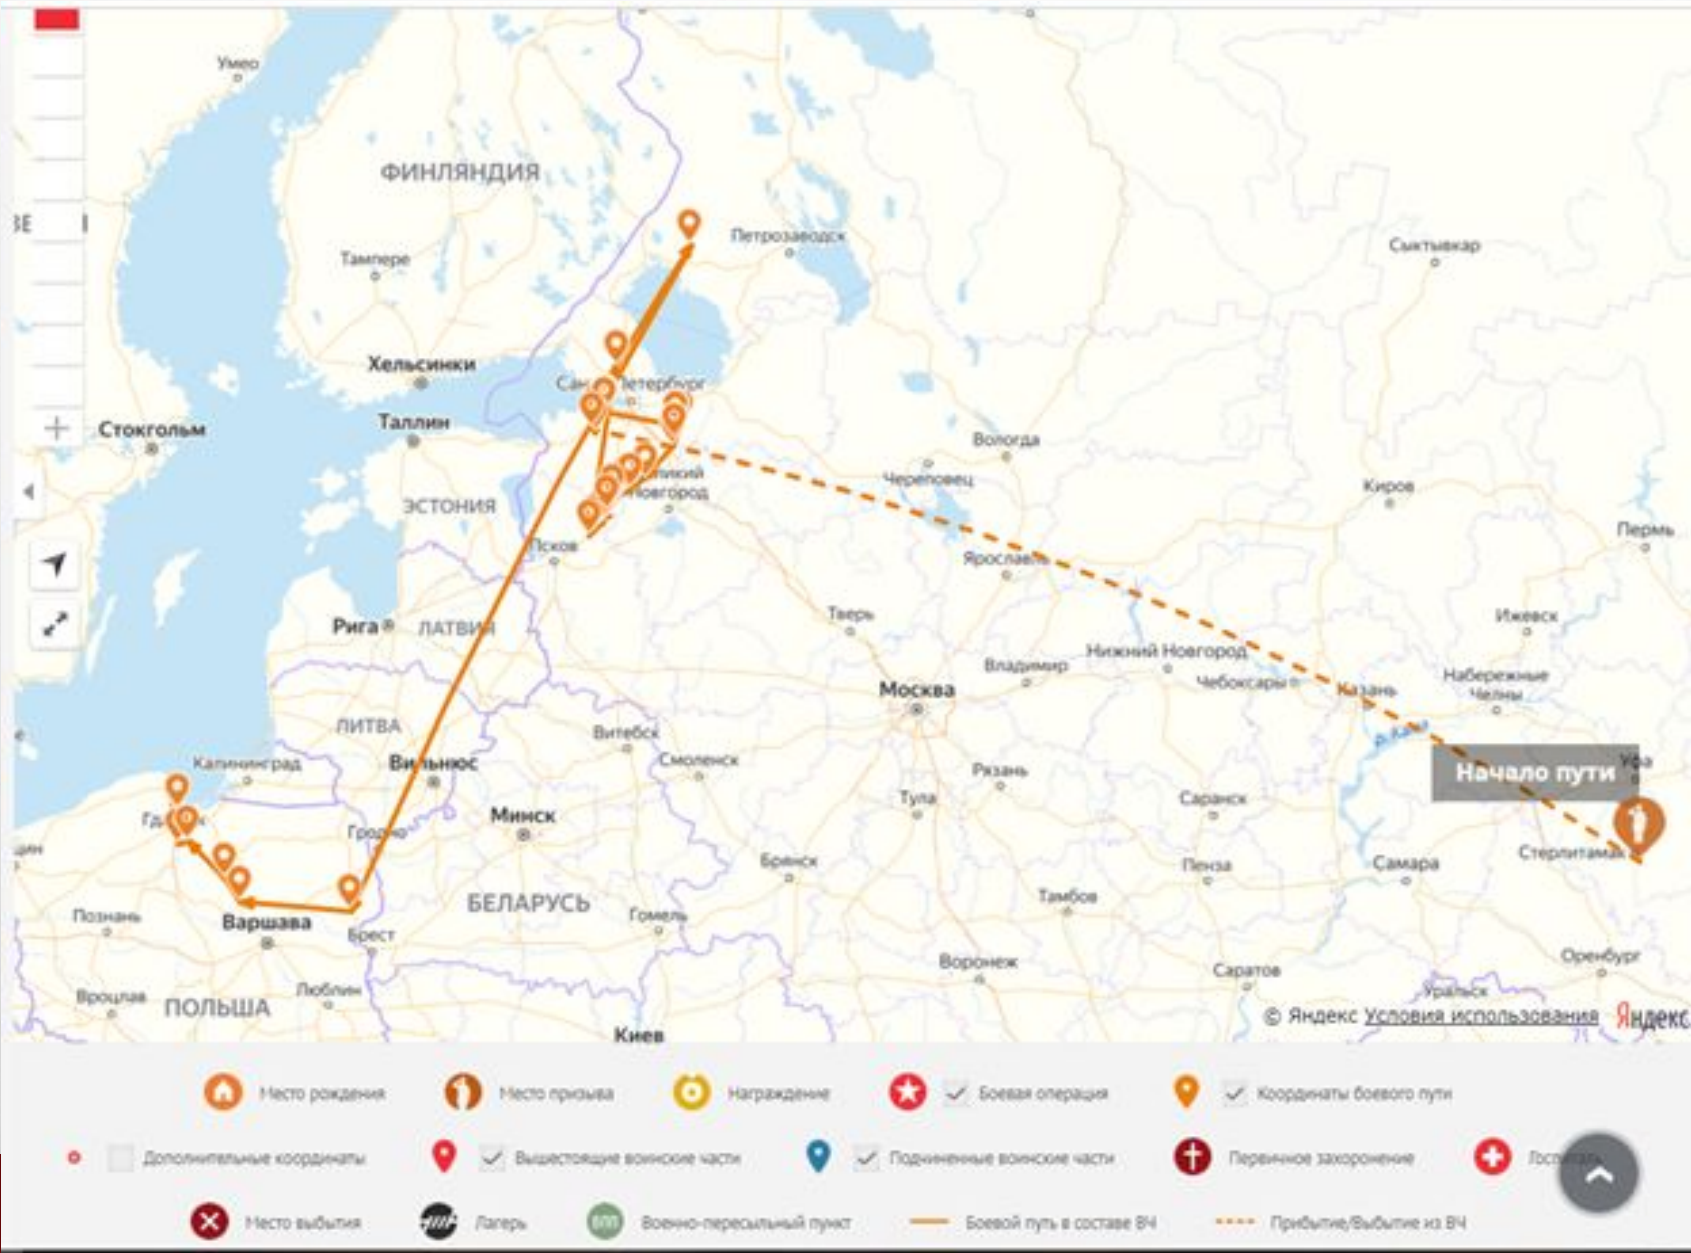 Умео
ФИНЛЯНДИЯ
Петрозаводск
Сыктывкар
Тампере
Хельсинки
Стокгольм
Таллин
Вологда
Череповец
Киров
ЭСТОНИЯ
Новгород
Пермь
Псков
Ярославль
Рига
ЛАТВИЯ
Тверь
Ижевск
Нижний Новгород
Владимир
Чебоксары
Казань
Набережные
Челны
Москва
ЛИТВА
Витебск
Смоленск
Калининград
Вильнюс
Рязань
Уфа
Начало пути
Тула
Саранск
Минск
Гродно
Брянск
Пенза
Самара
Стерлитамак
БЕЛАРУСЬ
Тамбов
Познань
Варшава
Гомель
Брест
Воронеж
Саратов
Оренбург
Вроцлав
ПОЛЬША
Люблин
Уральск
Киев
© Яндекс Условия использования Яндекс
Место рождения Место призыва Награждение Боевая операция Координаты боевого пути
Дополнительные координаты Вышестоящие воинские части Подчиненные воинские части Первичное захоронение
Место выбытия Лагерь ВПП Военно-пересыльный пункт Боевой путь в составе ВЧ Прибытие/Выбытие из ВЧ